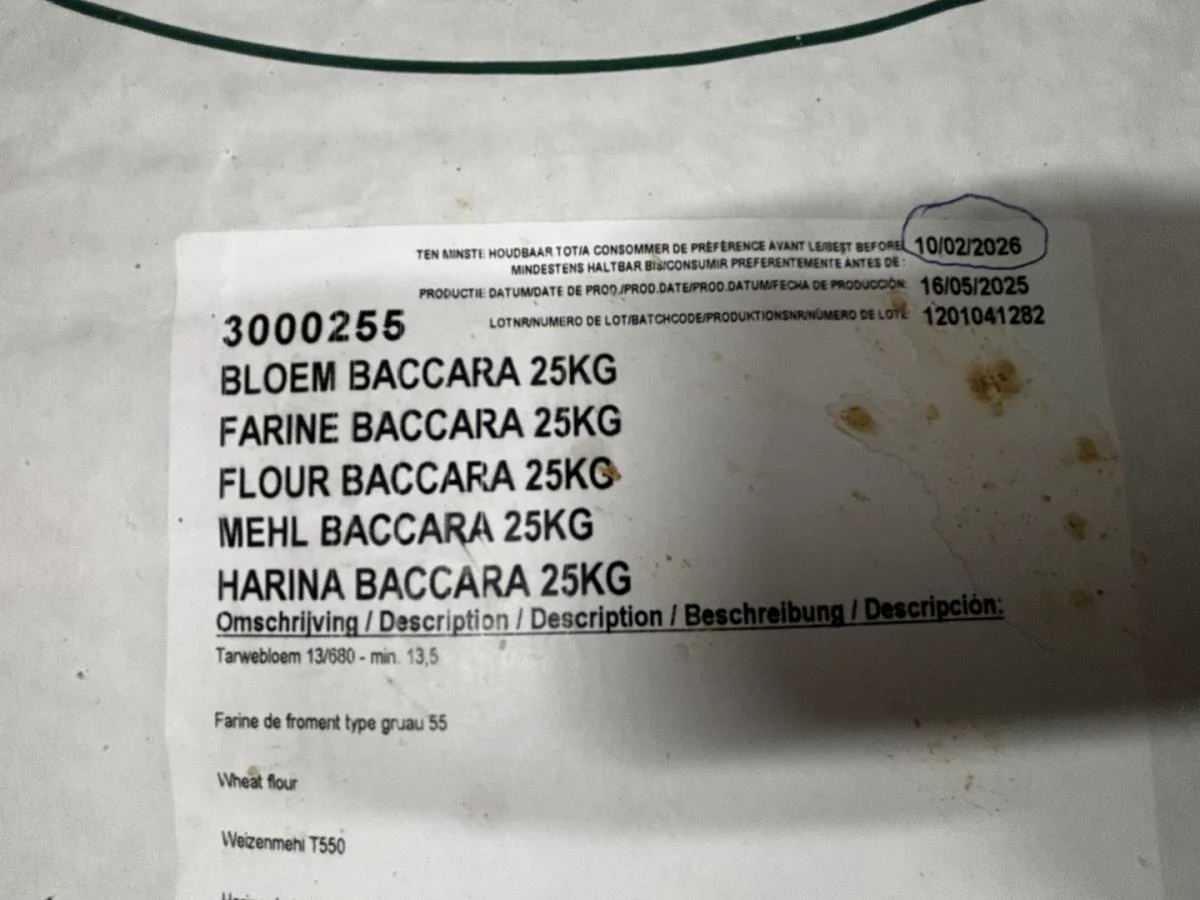 TEN MINSTE HOUDBAAR TOT/A CONSOMMER DE PRÉFÉRENCE AVANT LE/BEST BEFORE 10/02/2026
MINDESTENS HALTBAR BIS/CONSUMIR PREFERENTEMENTE ANTES DE :
PRODUCTIE DATUM/DATE DE PROD./PROD.DATE/PROD.DATUM/FECHA DE PRODUCCIÓN: 16/05/2025
LOTNR/NUMERO DE LOT/BATCHCODE/PRODUKTIONSNR/NÚMERO DE LOTE: 1201041282
3000255
BLOEM BACCARA 25KG
FARINE BACCARA 25KG
FLOUR BACCARA 25KG
MEHL BACCARA 25KG
HARINA BACCARA 25KG
Omschrijving / Description / Description / Beschreibung / Descripción:
Tarwebloem 13/680 - min. 13,5
Farine de froment type gruau 55
Wheat flour
Weizenmehl T550